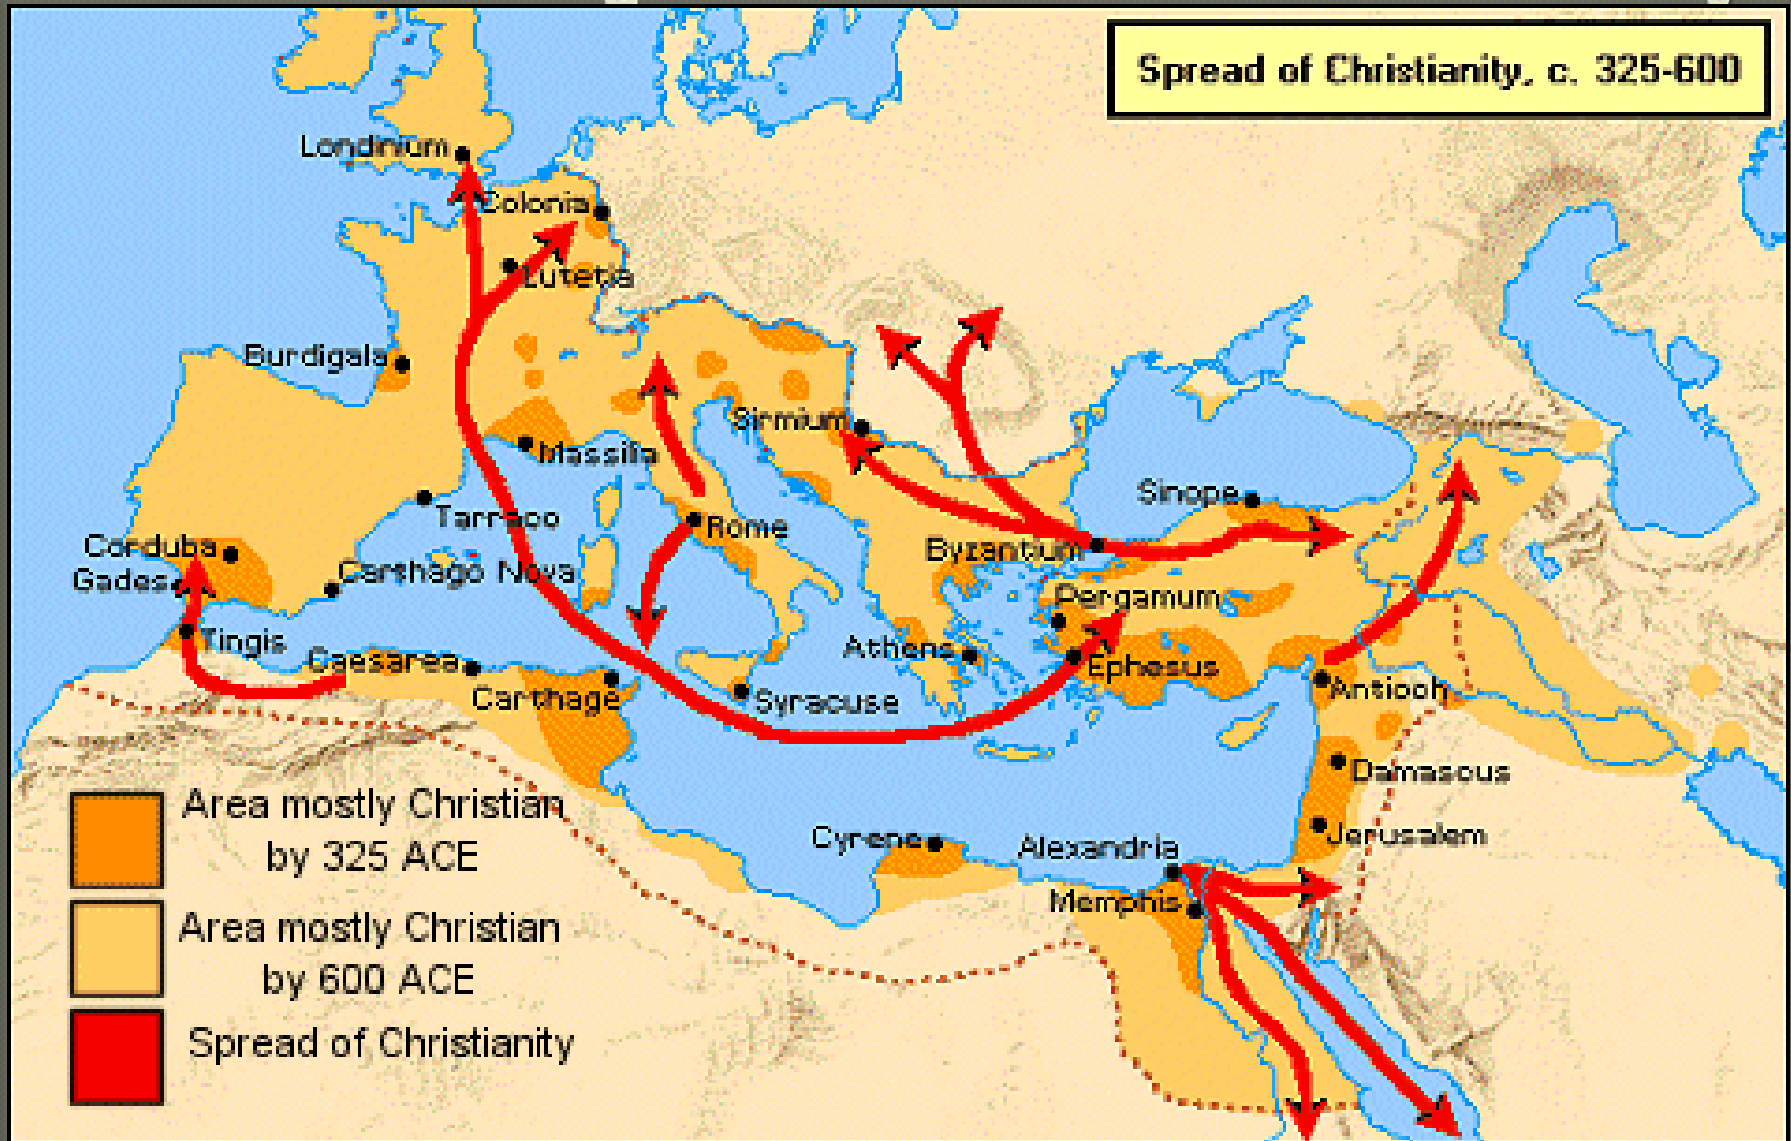 Spread of Christianity, c. 325-600
Londinium
Colonia
Lutetia
Burdigala
Sirmium
Massilia
Sinope
Tarraco
Rome
Corduba
Byzantium
Gades
Carthago Nova
Pergamum
Tingis
Athens
Caesarea
Ephesus
Carthage
Syracuse
Antioch
Damascus
Area mostly Christian
by 325 ACE
Cyrene
Alexandria
Jerusalem
Memphis
Area mostly Christian
by 600 ACE
Spread of Christianity